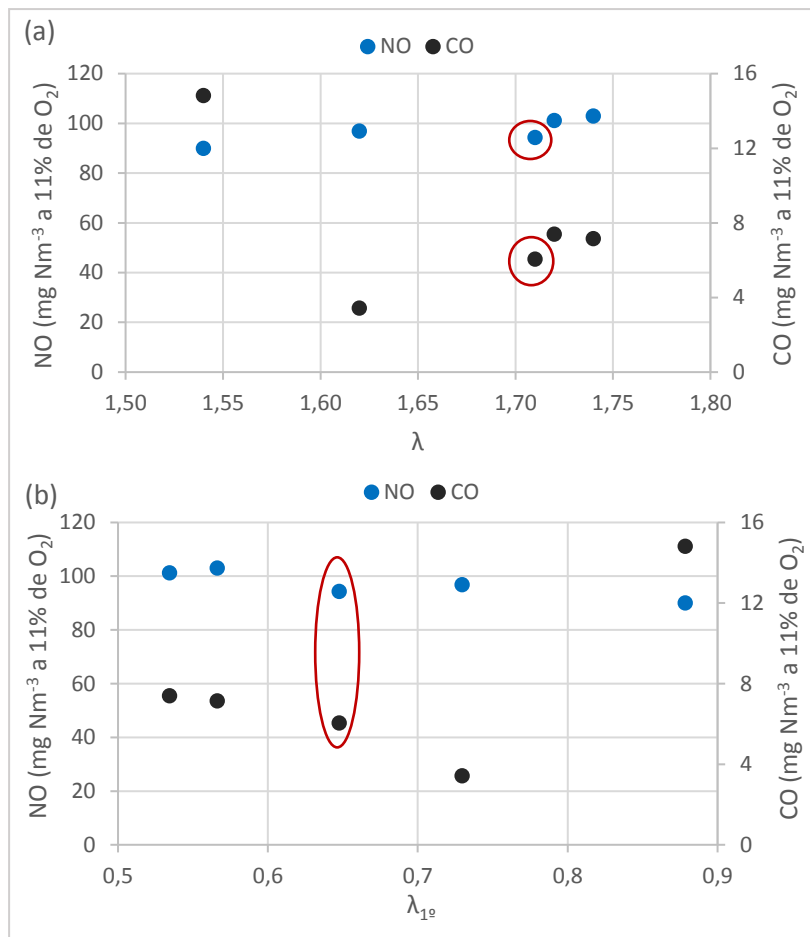 (a)
NO CO
NO (mg Nm⁻³ a 11% de O₂)
120
100
80
60
40
20
0
16
12
8
4
0
CO (mg Nm⁻³ a 11% de O₂)
1,50 1,55 1,60 1,65 1,70 1,75 1,80
λ
(b)
NO CO
NO (mg Nm⁻³ a 11% de O₂)
120
100
80
60
40
20
0
16
12
8
4
0
CO (mg Nm⁻³ a 11% de O₂)
0,5 0,6 0,7 0,8 0,9
λ₁º